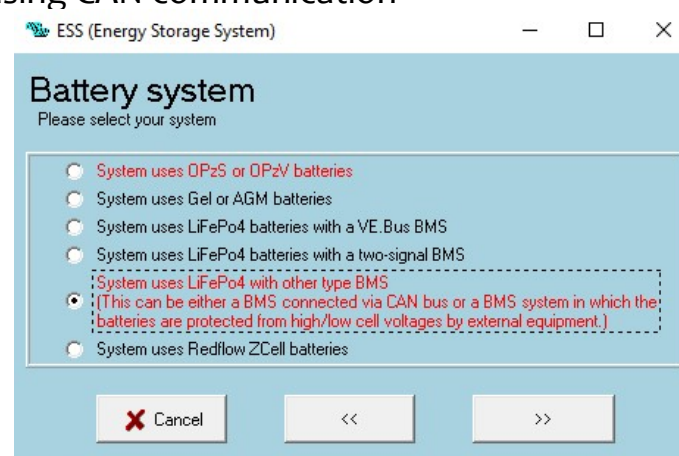 using CAN communication
ESS (Energy Storage System)
Battery system
Please select your system
System uses OPzS or OPzV batteries
System uses Gel or AGM batteries
System uses LiFePo4 batteries with a VE.Bus BMS
System uses LiFePo4 batteries with a two-signal BMS
System uses LiFePo4 with other type BMS
(This can be either a BMS connected via CAN bus or a BMS system in which the
batteries are protected from high/low cell voltages by external equipment.)
System uses Redflow ZCell batteries
Cancel
<<
>>